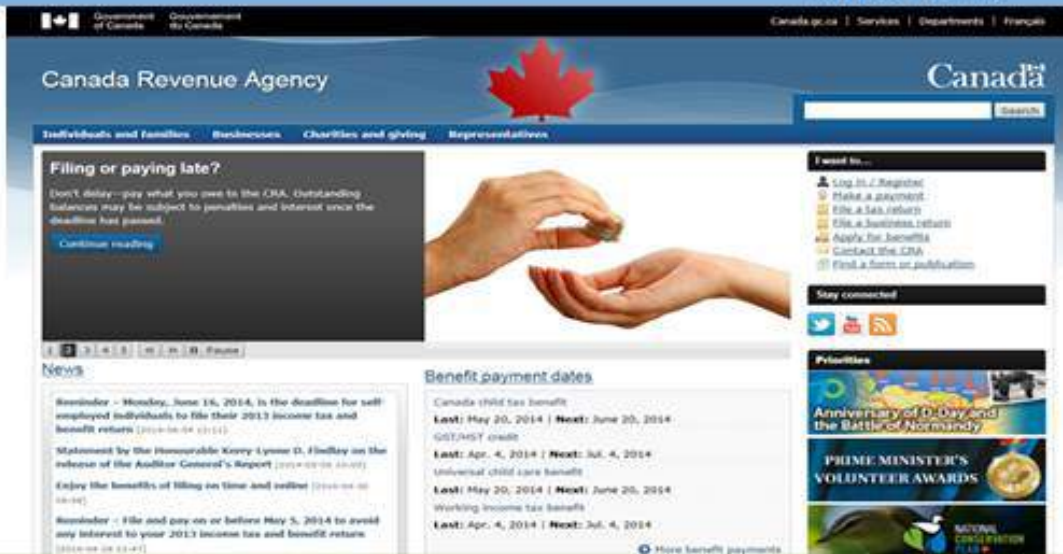 Government of Canada
Gouvernement du Canada
Canada.gc.ca | Services | Departments | Français
Canada Revenue Agency
Canada
Search
Individuals and families
Businesses
Charities and giving
Representatives
Filing or paying late?
Don't delay—pay what you owe to the CRA. Outstanding
balances may be subject to penalties and interest once the
deadline has passed.
Continue reading
1 2 3 4 5
Pause
I want to...
Log in / Register
Make a payment
File a tax return
File a business return
Apply for benefits
Contact the CRA
Find a form or publication
Stay connected
You Tube
Priorities
Anniversary of D-Day and
the Battle of Normandy
PRIME MINISTER'S
VOLUNTEER AWARDS
NATIONAL
CONSERVATION
PLAN
News
Reminder - Monday, June 16, 2014, is the deadline for self-
employed individuals to file their 2013 income tax and
benefit return
Statement by the Honourable Kerry-Lynne D. Findlay on the
release of the Auditor General's Report
Enjoy the benefits of filing on time and online
Reminder - File and pay on or before May 5, 2014 to avoid
any interest to your 2013 income tax and benefit return
Benefit payment dates
Canada child tax benefit
Last: May 20, 2014 | Next: June 20, 2014
GST/HST credit
Last: Apr. 4, 2014 | Next: Jul. 4, 2014
Universal child care benefit
Last: May 20, 2014 | Next: June 20, 2014
Working income tax benefit
Last: Apr. 4, 2014 | Next: Jul. 4, 2014
More benefit payments